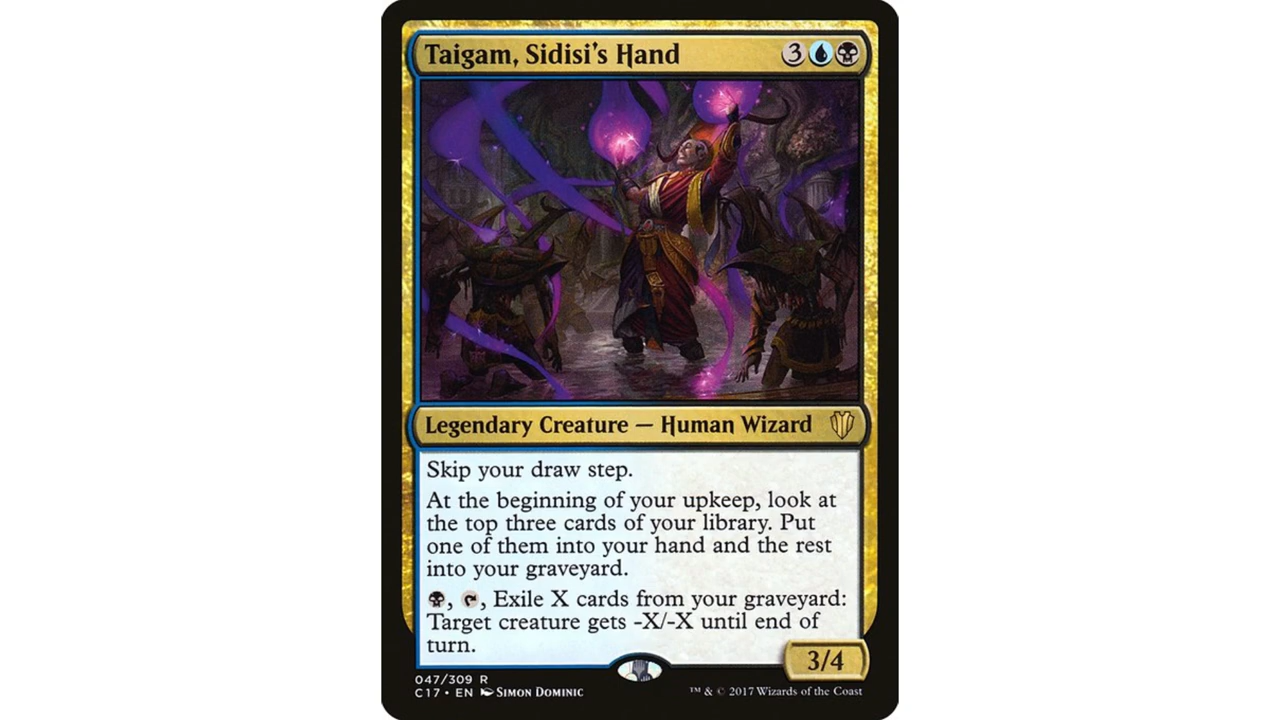 Taigam, Sidisi's Hand 3
Legendary Creature — Human Wizard
Skip your draw step.
At the beginning of your upkeep, look at
the top three cards of your library. Put
one of them into your hand and the rest
into your graveyard.
, , Exile X cards from your graveyard:
Target creature gets -X/-X until end of
turn.
3/4
047/309 R
C17 • EN Simon Dominic
™ & © 2017 Wizards of the Coast